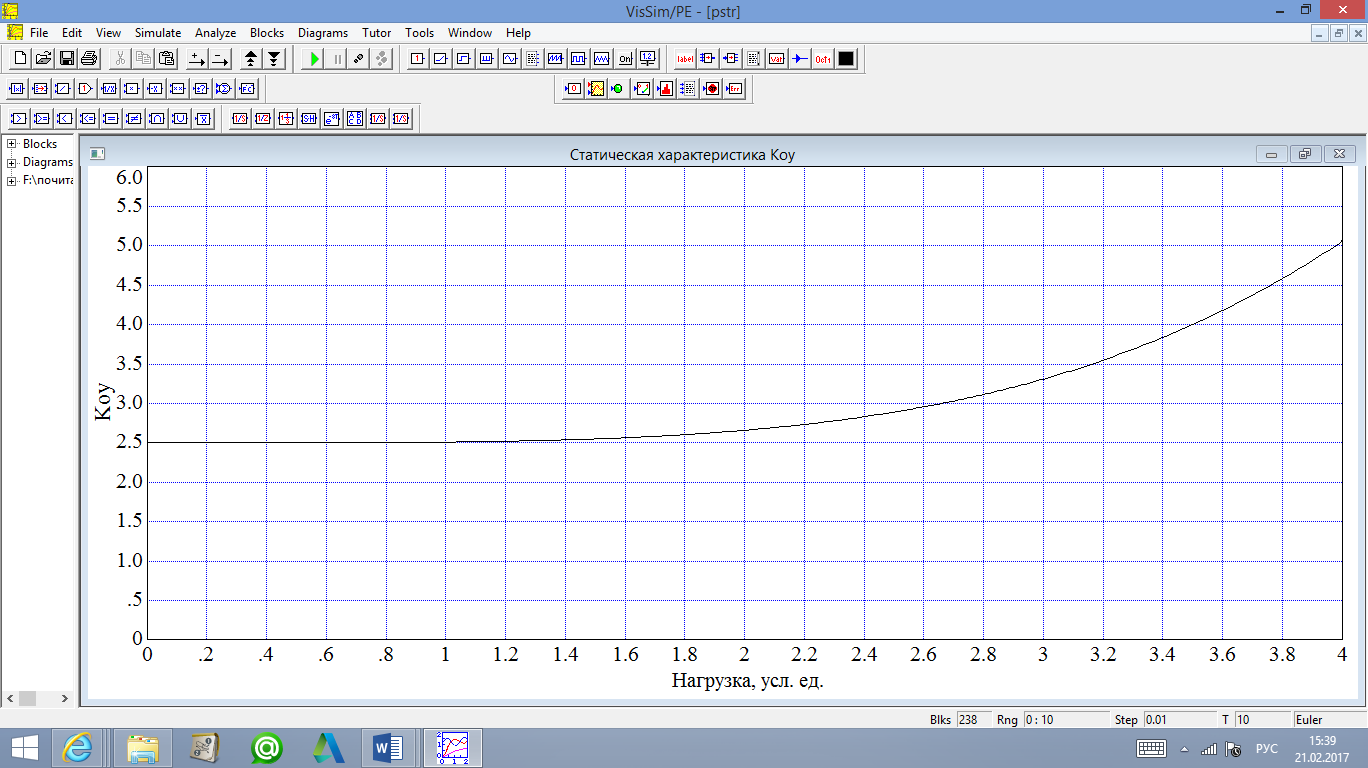 VisSim/PE - [pstr]
File Edit View Simulate Analyze Blocks Diagrams Tutor Tools Window Help
Blocks
Diagrams
F:\почита
Статическая характеристика Коу
6.0
5.5
5.0
4.5
4.0
3.5
3.0
2.5
2.0
1.5
1.0
.5
0
Коу
0 .2 .4 .6 .8 1 1.2 1.4 1.6 1.8 2 2.2 2.4 2.6 2.8 3 3.2 3.4 3.6 3.8 4
Нагрузка, усл. ед.
Blks 238 Rng 0 : 10 Step 0.01 T 10 Euler
РУС
15:39
21.02.2017